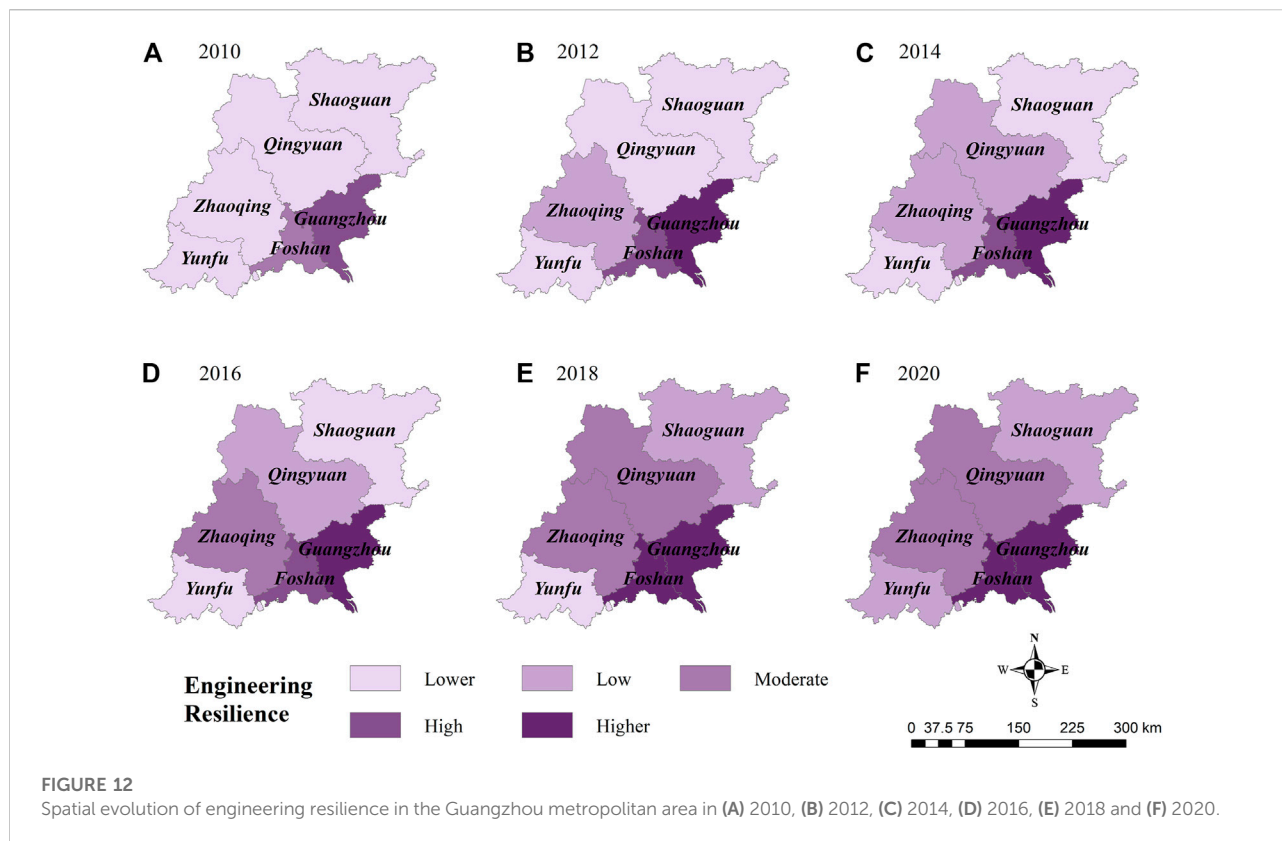 A 2010
Shaoguan
Qingyuan
Zhaoqing
Guangzhou
Foshan
Yunfu
B 2012
Shaoguan
Qingyuan
Zhaoqing
Guangzhou
Foshan
Yunfu
C 2014
Shaoguan
Qingyuan
Zhaoqing
Guangzhou
Foshan
Yunfu
D 2016
Shaoguan
Qingyuan
Zhaoqing
Guangzhou
Foshan
Yunfu
E 2018
Shaoguan
Qingyuan
Zhaoqing
Guangzhou
Foshan
Yunfu
F 2020
Shaoguan
Qingyuan
Zhaoqing
Guangzhou
Foshan
Yunfu
Engineering
Resilience
Lower
Low
Moderate
High
Higher
N
W E
S
0 37.5 75 150 225 300 km
FIGURE 12
Spatial evolution of engineering resilience in the Guangzhou metropolitan area in (A) 2010, (B) 2012, (C) 2014, (D) 2016, (E) 2018 and (F) 2020.